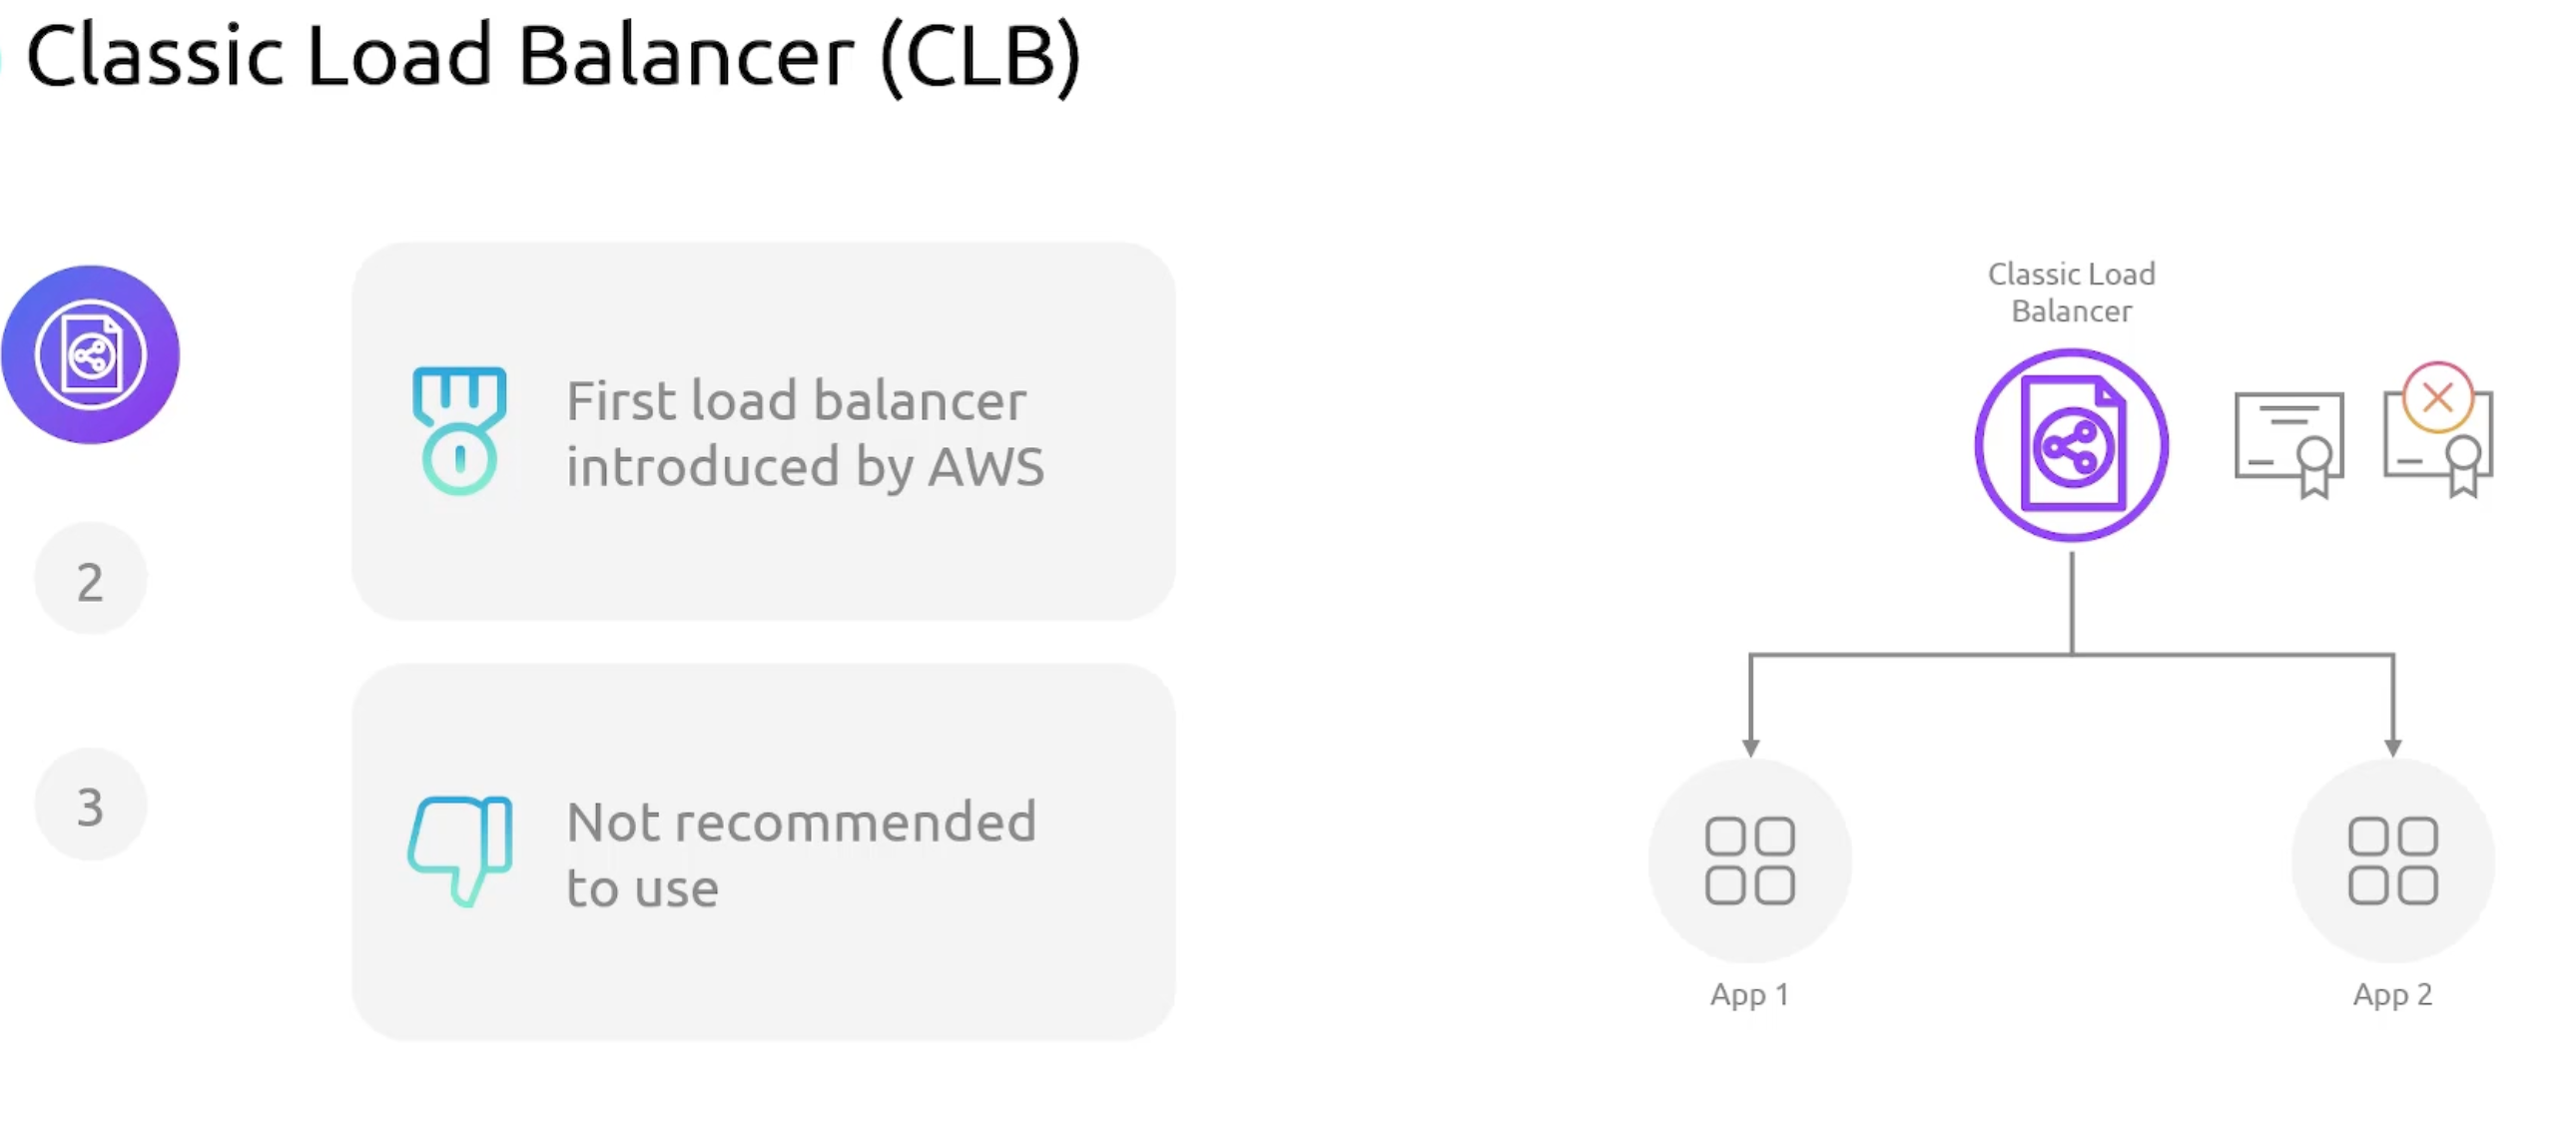 Classic Load Balancer (CLB)
First load balancer
introduced by AWS
2
3
Not recommended
to use
Classic Load
Balancer
App 1
App 2